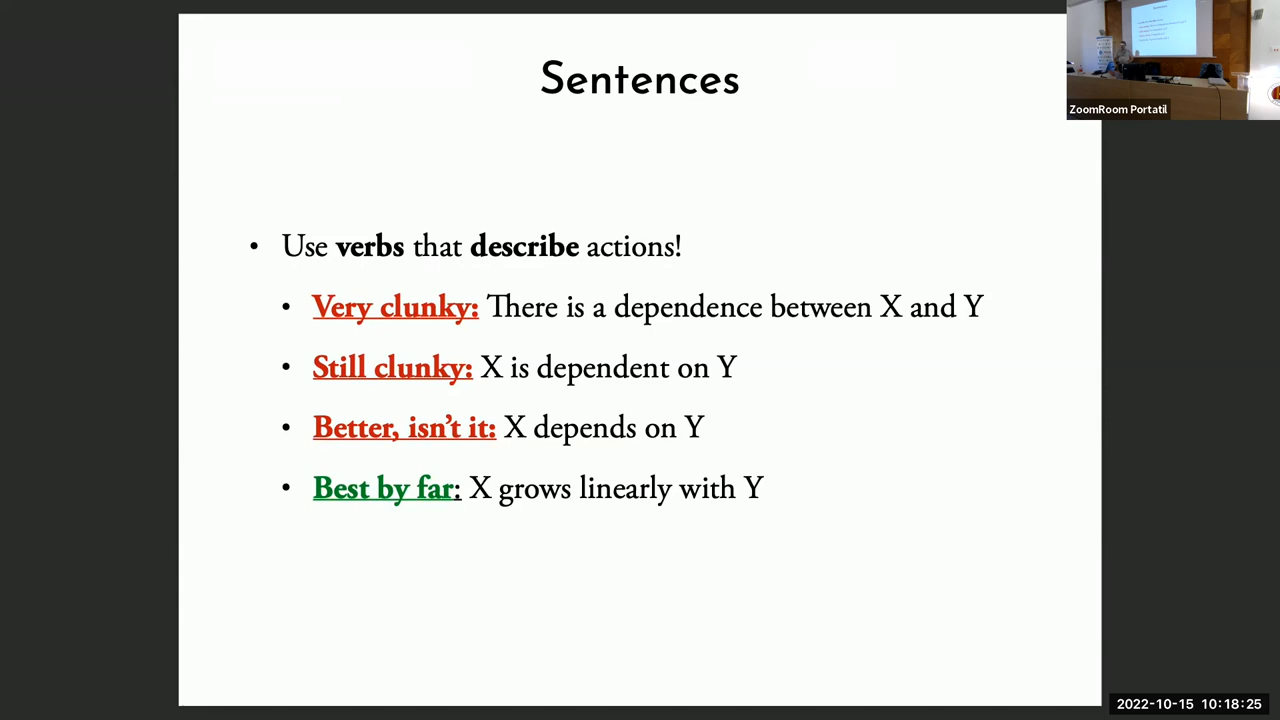 Sentences
• Use verbs that describe actions!
• Very clunky: There is a dependence between X and Y
• Still clunky: X is dependent on Y
• Better, isn't it: X depends on Y
• Best by far: X grows linearly with Y
ZoomRoom Portatil
2022-10-15 10:18:25